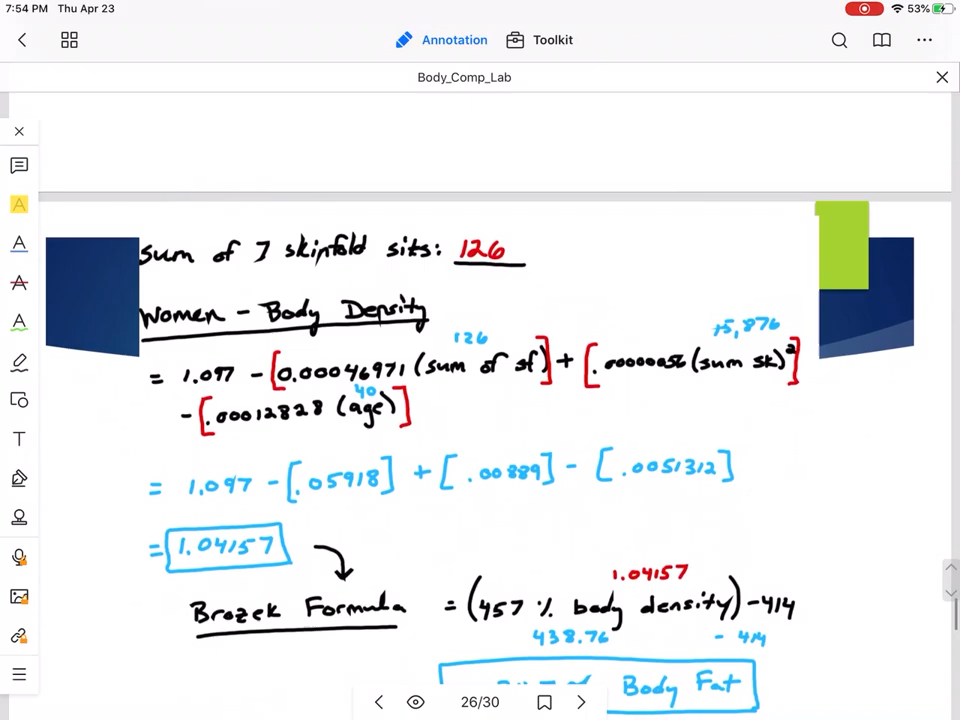 7:54 PM Thu Apr 23
53%
Annotation Toolkit
Body_Comp_Lab
Sum of 7 skinfold sits: 126
Women - Body Density
126
15,876
= 1.097 - [0.00046971 (sum of sf)] + [.00000056 (sum sk)²]
40
- [.00012828 (age)]
= 1.097 - [.05918] + [.00889] - [.0051312]
= 1.04157
1.04157
Brozek Formula = (457 % body density) - 414
438.76 - 414
Body Fat
26/30